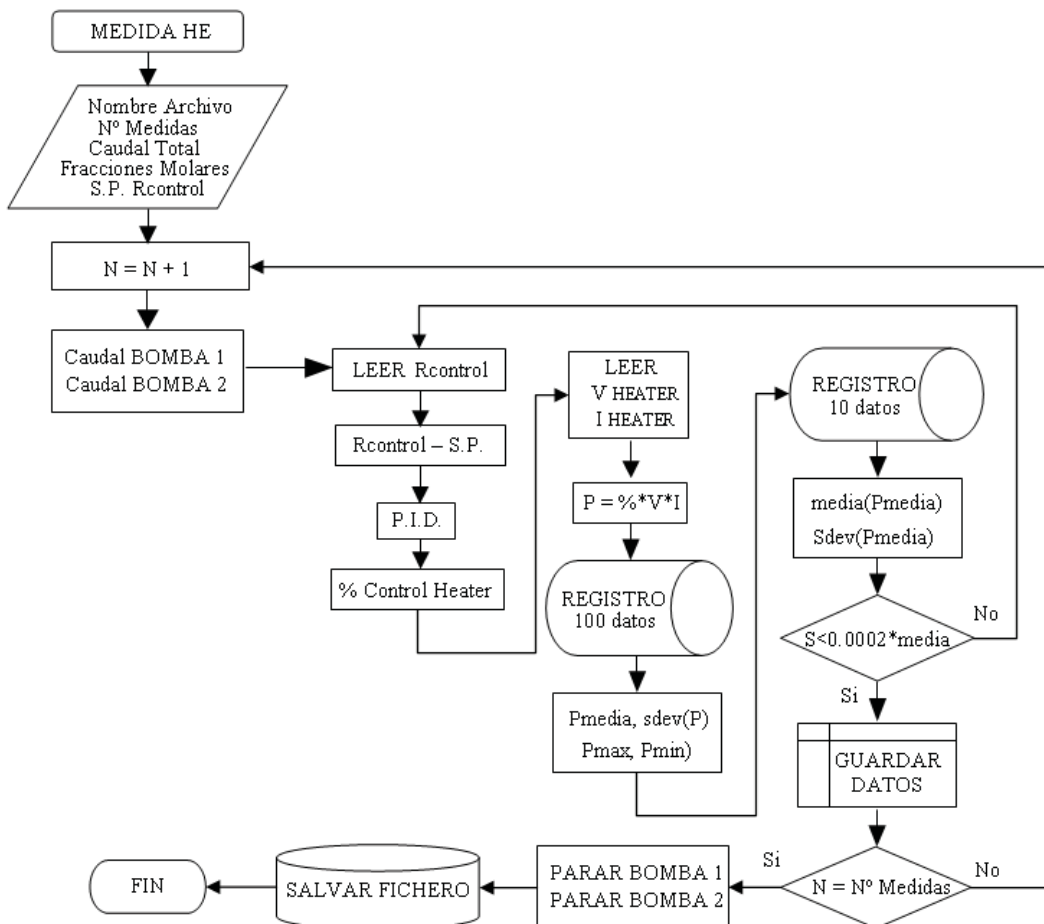 MEDIDA HE
Nombre Archivo
Nº Medidas
Caudal Total
Fracciones Molares
S.P. Rcontrol
N = N + 1
Caudal BOMBA 1
Caudal BOMBA 2
LEER Rcontrol
Rcontrol – S.P.
P.I.D.
% Control Heater
LEER
V HEATER
I HEATER
P = %*V*I
REGISTRO
100 datos
Pmedia, sdev(P)
Pmax, Pmin)
REGISTRO
10 datos
media(Pmedia)
Sdev(Pmedia)
S<0.0002*media
No
Si
GUARDAR
DATOS
N = Nº Medidas
No
Si
PARAR BOMBA 1
PARAR BOMBA 2
SALVAR FICHERO
FIN